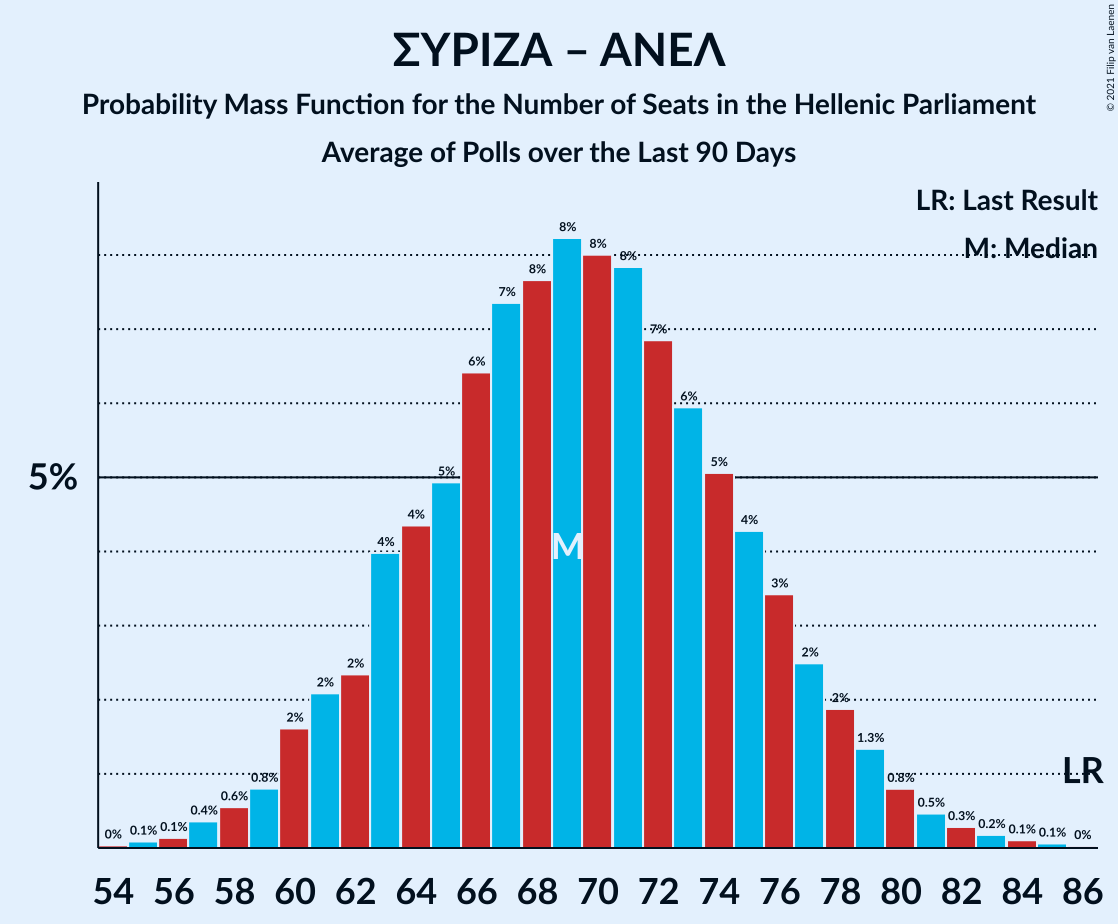 ΣΥΡΙΖΑ – ΑΝΕΛ
Probability Mass Function for the Number of Seats in the Hellenic Parliament
Average of Polls over the Last 90 Days
© 2021 Filip van Laenen
LR: Last Result
M: Median
5%
0% 0.1% 0.1% 0.4% 0.6% 0.8% 2% 2% 2% 4% 4% 5% 6% 7% 8% 8% 8% 8% 7% 6% 5% 4% 3% 2% 2% 1.3% 0.8% 0.5% 0.3% 0.2% 0.1% 0.1% 0%
M
LR
54 56 58 60 62 64 66 68 70 72 74 76 78 80 82 84 86